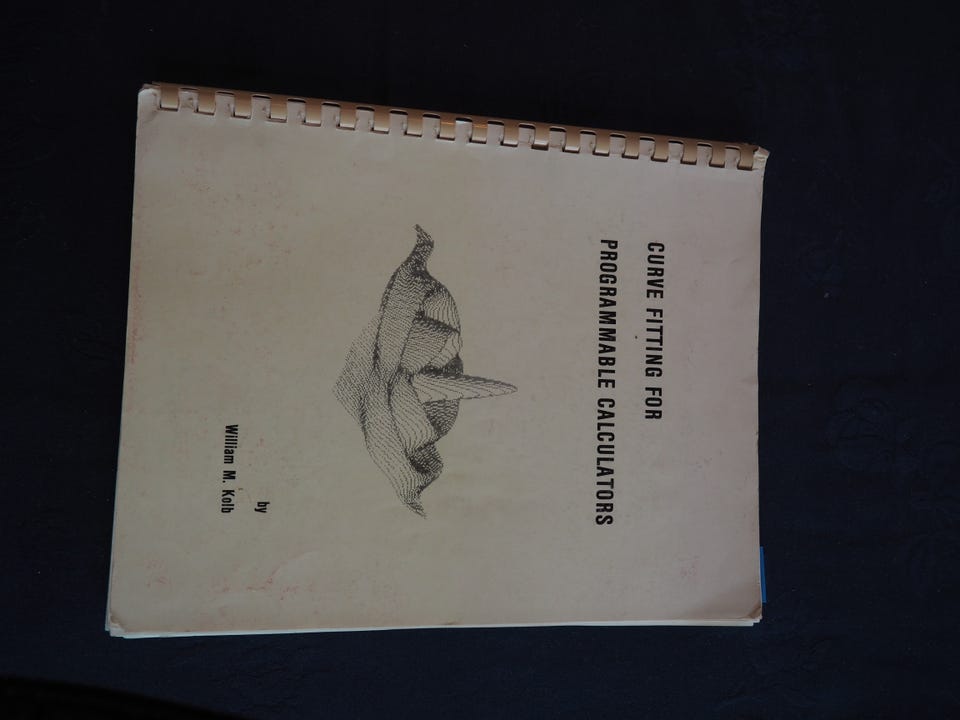 CURVE FITTING FOR
PROGRAMMABLE CALCULATORS
by
William M. Kolb